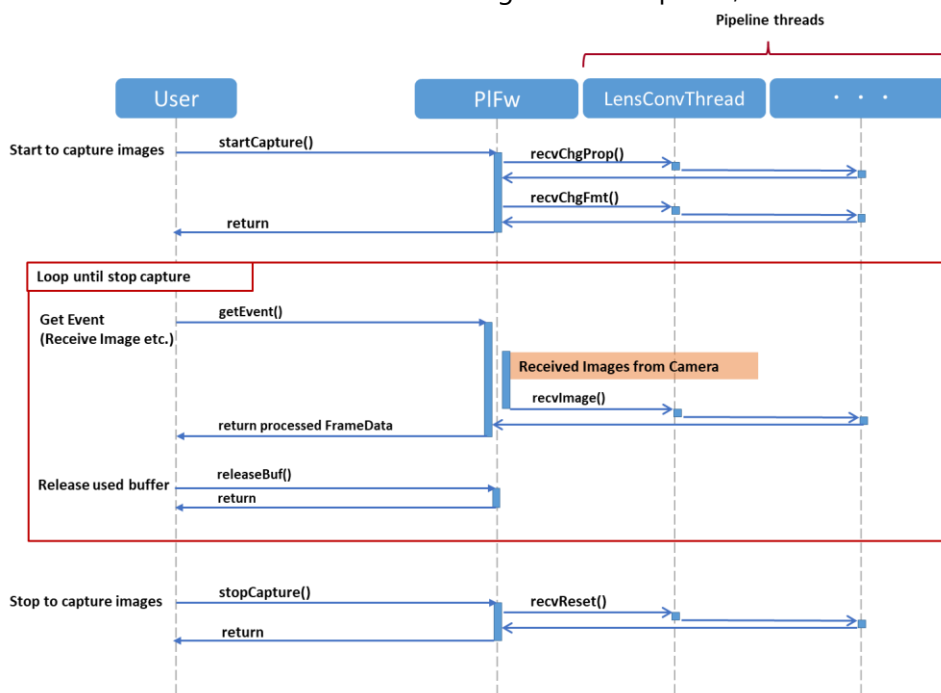 Pipeline threads
User
PlFw
LensConvThread
· · ·
Start to capture images
startCapture()
recvChgProp()
recvChgFmt()
return
Loop until stop capture
Get Event
(Receive Image etc.)
getEvent()
Received Images from Camera
recvImage()
return processed FrameData
Release used buffer
releaseBuf()
return
Stop to capture images
stopCapture()
recvReset()
return